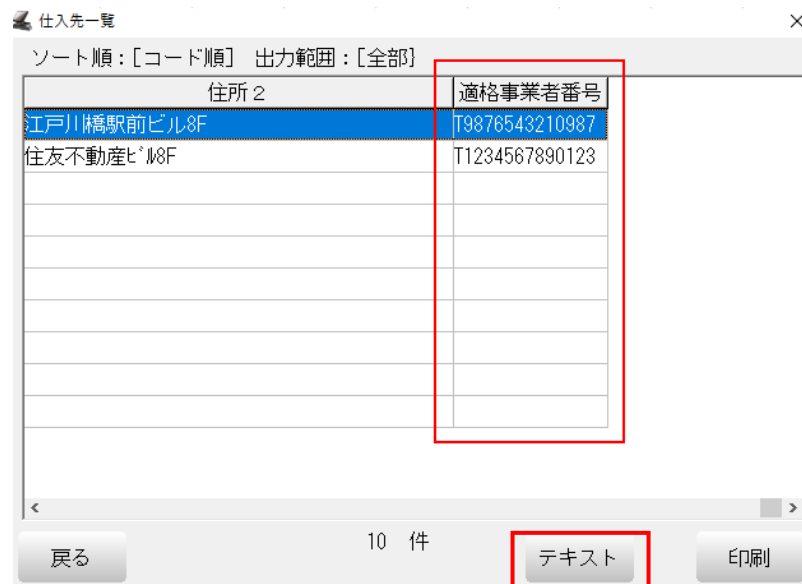 仕入先一覧
ソート順：[コード順] 出力範囲：[全部}
住所２ 適格事業者番号
江戸川橋駅前ビル8F T9876543210987
住友不動産ﾋﾞﾙ8F T1234567890123
10 件
戻る テキスト 印刷